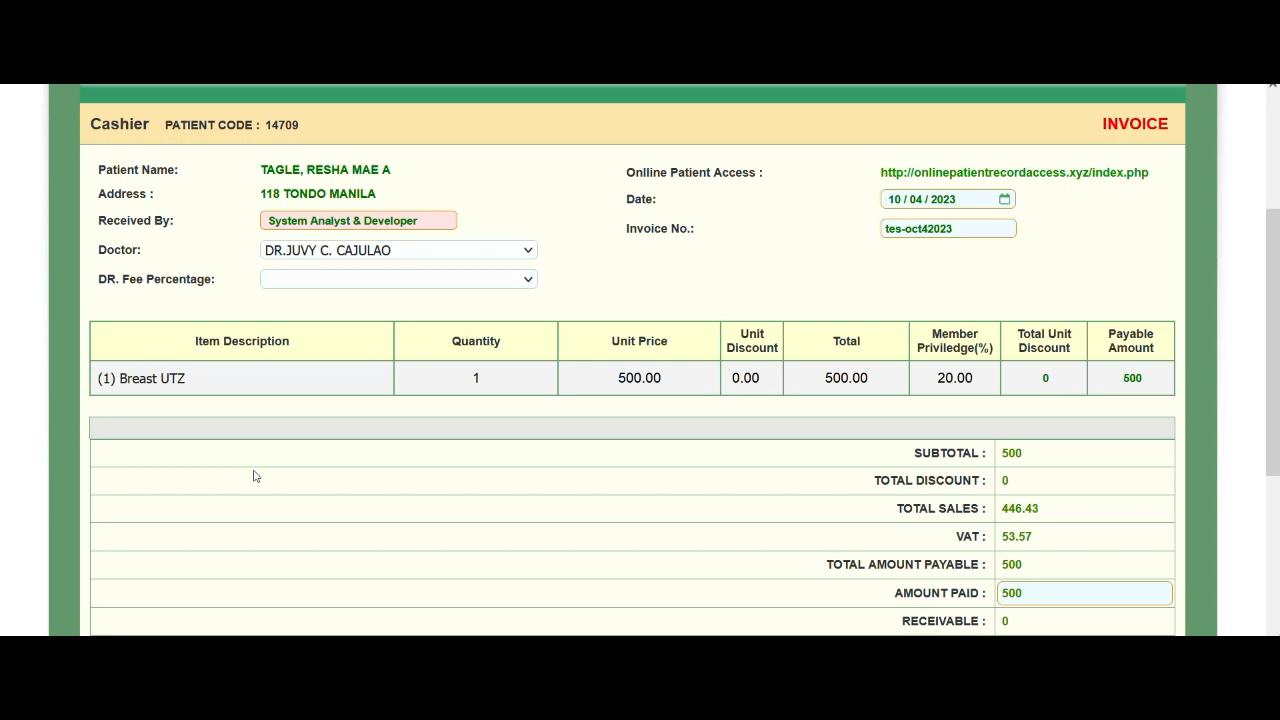 Cashier PATIENT CODE : 14709 INVOICE
Patient Name: TAGLE, RESHA MAE A
Onlline Patient Access : http://onlinepatientrecordaccess.xyz/index.php
Address : 118 TONDO MANILA
Date: 10 / 04 / 2023
Received By: System Analyst & Developer
Invoice No.: tes-oct42023
Doctor: DR.JUVY C. CAJULAO
DR. Fee Percentage:
Item Description Quantity Unit Price Unit Discount Total Member Priviledge(%) Total Unit Discount Payable Amount
(1) Breast UTZ 1 500.00 0.00 500.00 20.00 0 500
SUBTOTAL : 500
TOTAL DISCOUNT : 0
TOTAL SALES : 446.43
VAT : 53.57
TOTAL AMOUNT PAYABLE : 500
AMOUNT PAID : 500
RECEIVABLE : 0